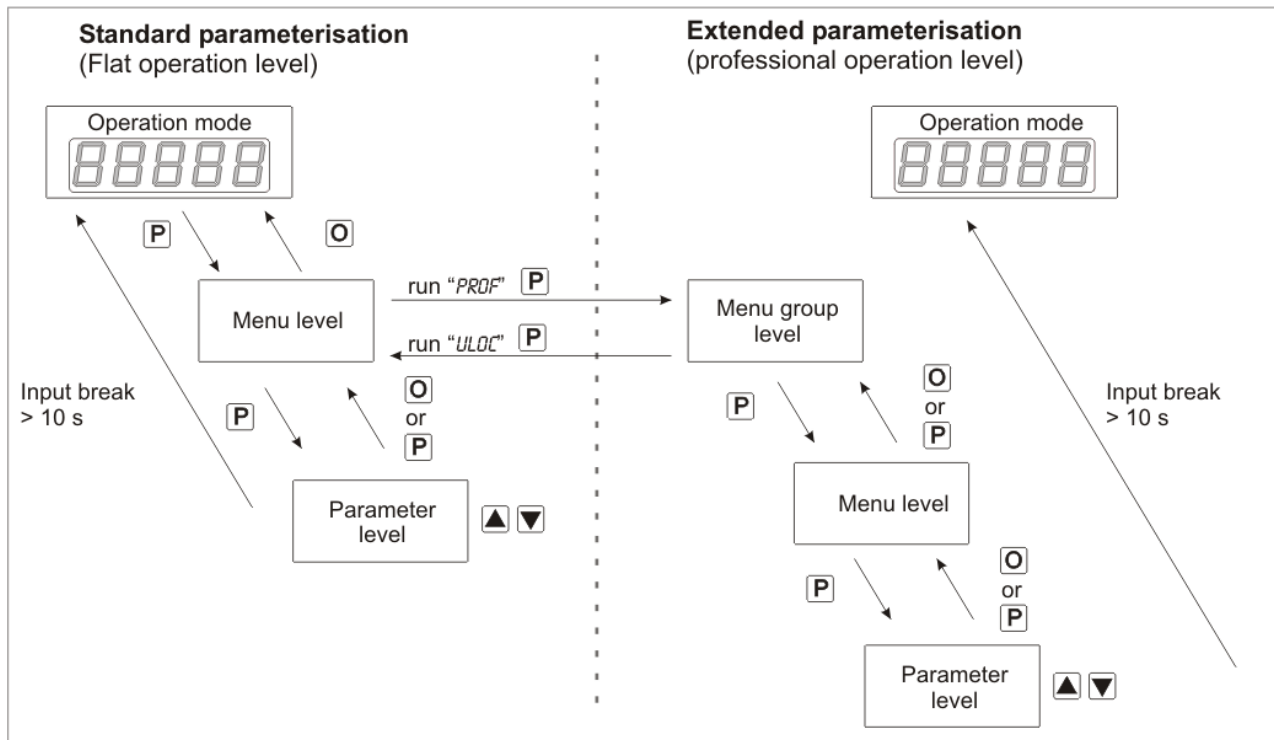 Standard parameterisation
(Flat operation level)
Operation mode
88888
P
O
Menu level
run “PROF” P
run “ULOC” P
Input break
> 10 s
P
O
or
P
Parameter
level
▲ ▼
Extended parameterisation
(professional operation level)
Operation mode
88888
Menu group
level
P
O
or
P
Input break
> 10 s
Menu level
P
O
or
P
Parameter
level
▲ ▼